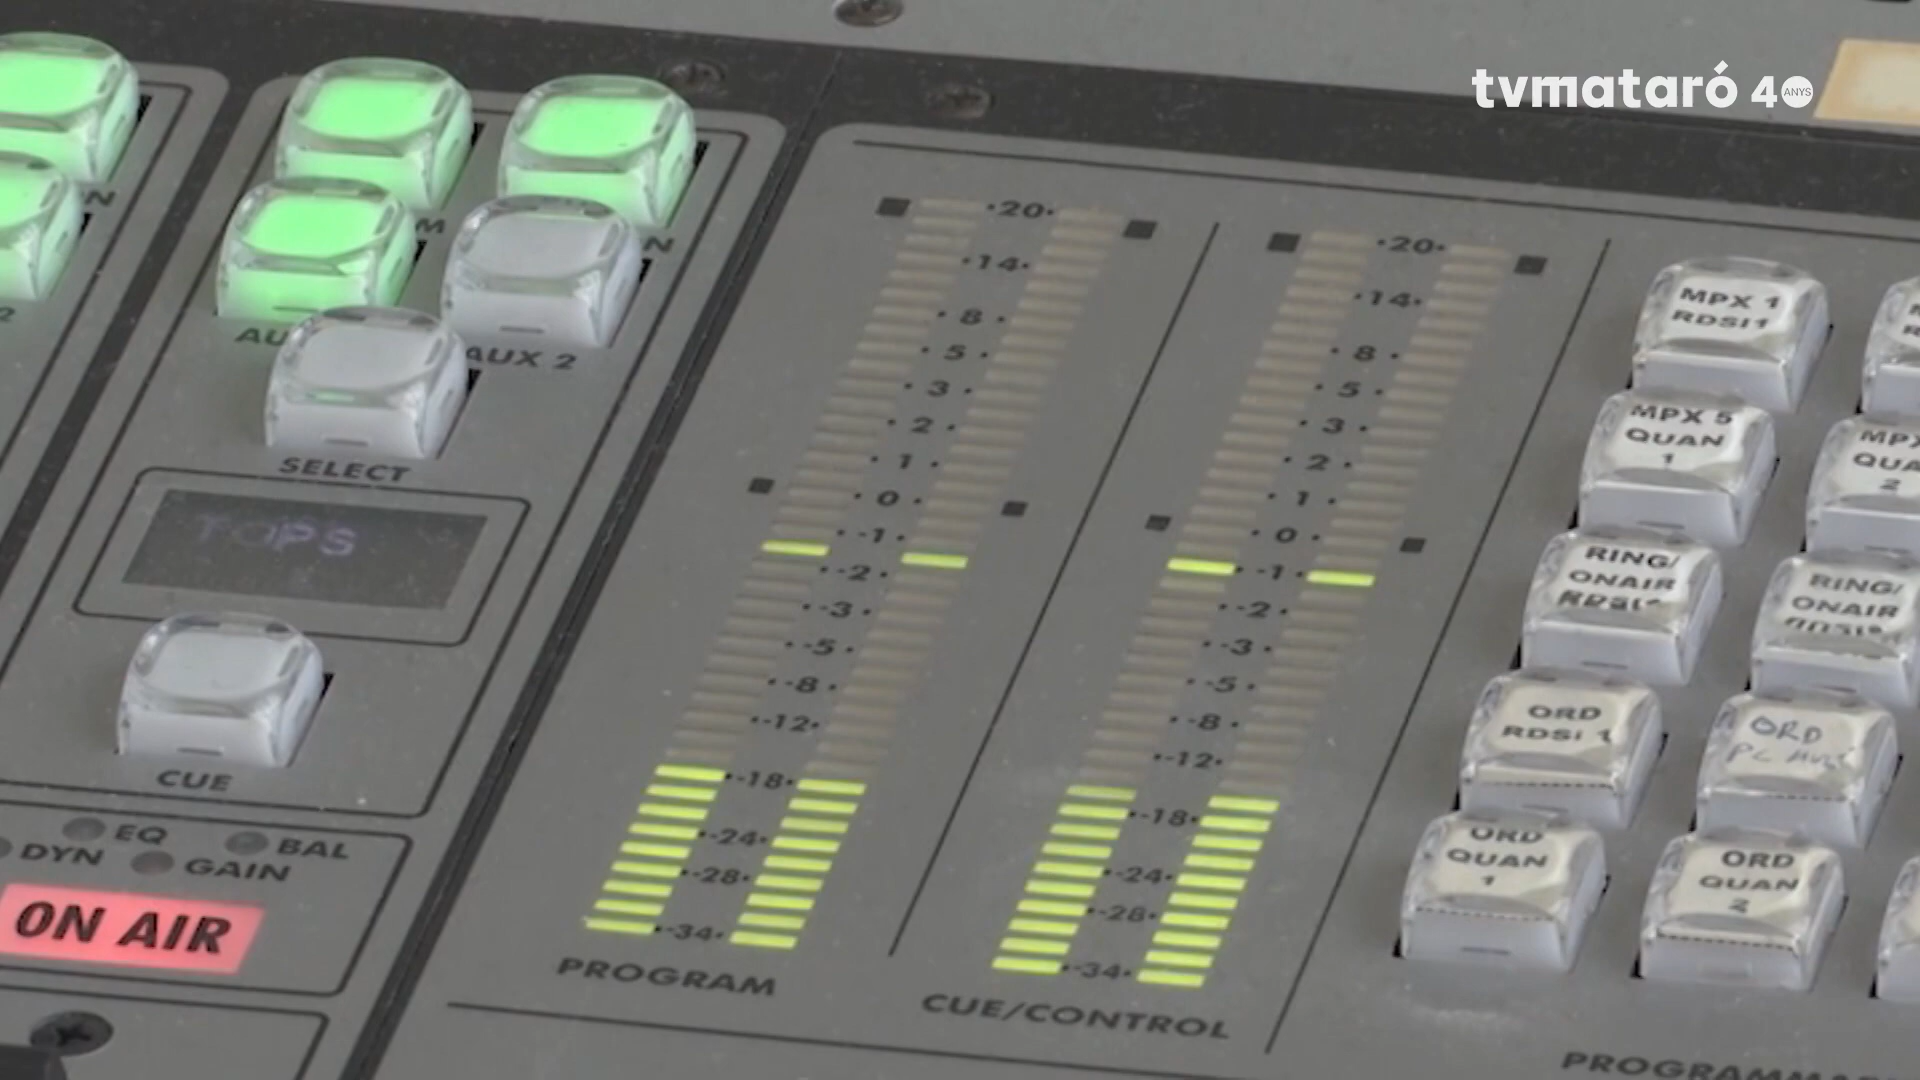 tvmataró 40 ANYS
AUX 2
SELECT
TOPS
CUE
EQ
BAL
DYN
GAIN
ON AIR
20
14
8
5
3
2
1
0
-1
-2
-3
-5
-8
-12
-18
-24
-28
-34
PROGRAM
20
14
8
5
3
2
1
0
-1
-2
-3
-5
-8
-12
-18
-24
-28
-34
CUE/CONTROL
MPX 1
RDSI1
MPX 5
QUAN
1
RING/
ONAIR
RDSI1
RING/
ONAIR
ORD
RDSI 1
ORD
PC
ORD
QUAN
1
ORD
QUAN
2